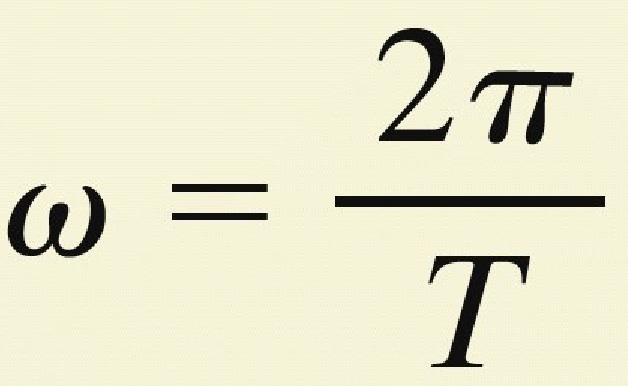 ω = 2π / T